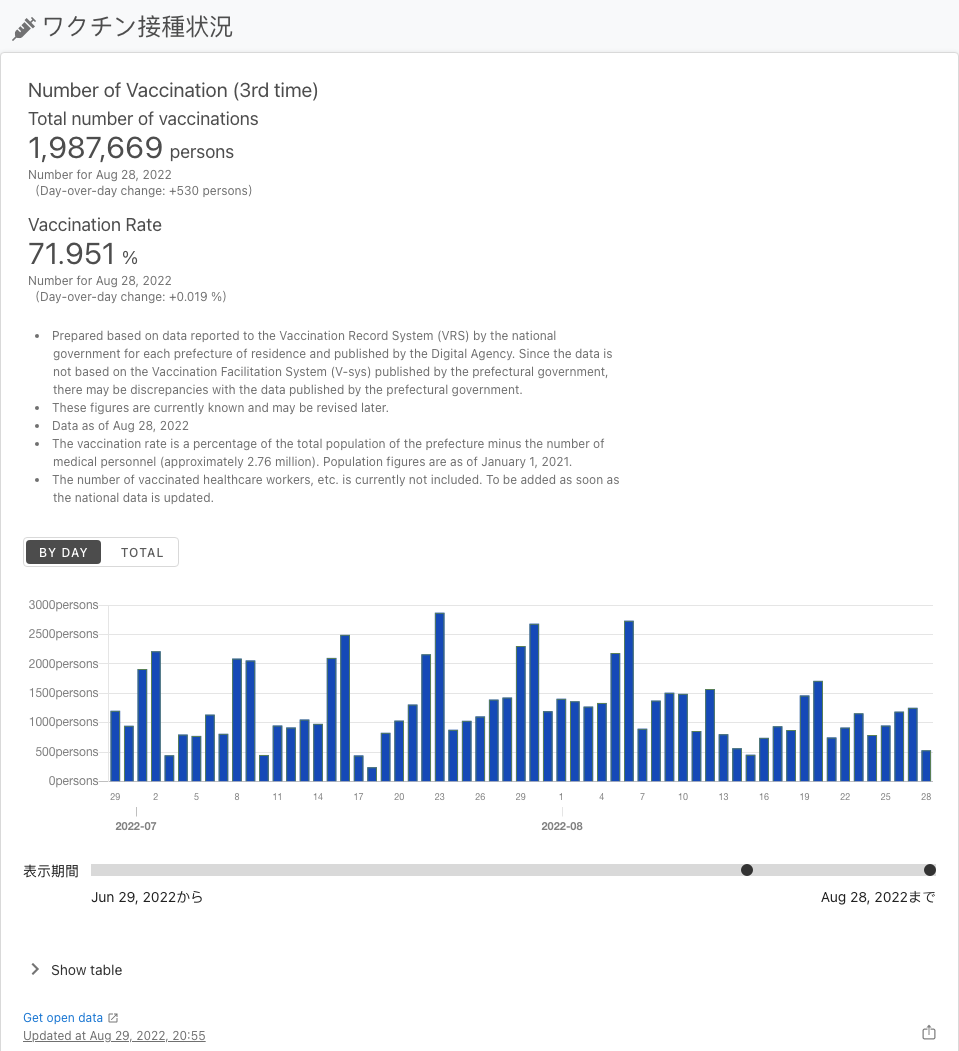 ワクチン接種状況
Number of Vaccination (3rd time)
Total number of vaccinations
1,987,669 persons
Number for Aug 28, 2022
(Day-over-day change: +530 persons)
Vaccination Rate
71.951 %
Number for Aug 28, 2022
(Day-over-day change: +0.019 %)
• Prepared based on data reported to the Vaccination Record System (VRS) by the national
government for each prefecture of residence and published by the Digital Agency. Since the data is
not based on the Vaccination Facilitation System (V-sys) published by the prefectural government,
there may be discrepancies with the data published by the prefectural government.
• These figures are currently known and may be revised later.
• Data as of Aug 28, 2022
• The vaccination rate is a percentage of the total population of the prefecture minus the number of
medical personnel (approximately 2.76 million). Population figures are as of January 1, 2021.
• The number of vaccinated healthcare workers, etc. is currently not included. To be added as soon as
the national data is updated.
BY DAY TOTAL
3000persons
2500persons
2000persons
1500persons
1000persons
500persons
0persons
29 2 5 8 11 14 17 20 23 26 29 1 4 7 10 13 16 19 22 25 28
2022-07 2022-08
表示期間
Jun 29, 2022から Aug 28, 2022まで
Show table
Get open data
Updated at Aug 29, 2022, 20:55